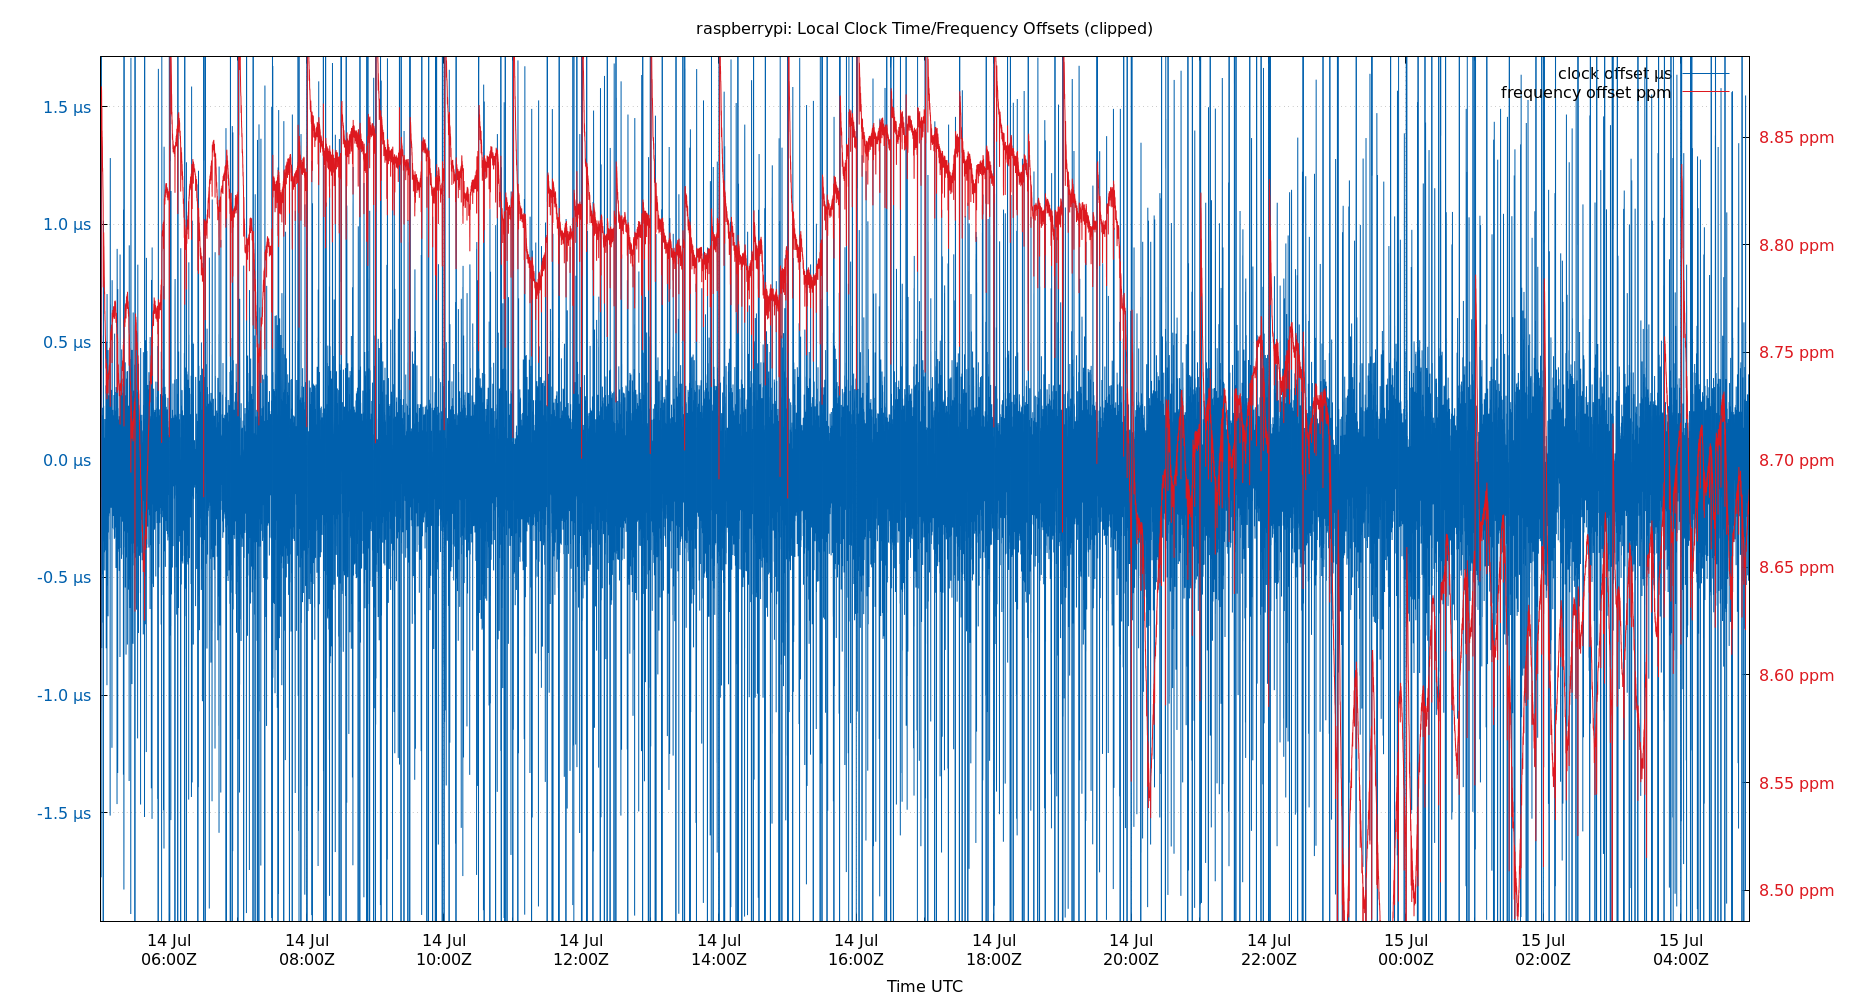 raspberrypi: Local Clock Time/Frequency Offsets (clipped)
clock offset µs
frequency offset ppm
1.5 µs
1.0 µs
0.5 µs
0.0 µs
-0.5 µs
-1.0 µs
-1.5 µs
8.85 ppm
8.80 ppm
8.75 ppm
8.70 ppm
8.65 ppm
8.60 ppm
8.55 ppm
8.50 ppm
14 Jul 14 Jul 14 Jul 14 Jul 14 Jul 14 Jul 14 Jul 14 Jul 14 Jul 15 Jul 15 Jul 15 Jul
06:00Z 08:00Z 10:00Z 12:00Z 14:00Z 16:00Z 18:00Z 20:00Z 22:00Z 00:00Z 02:00Z 04:00Z
Time UTC